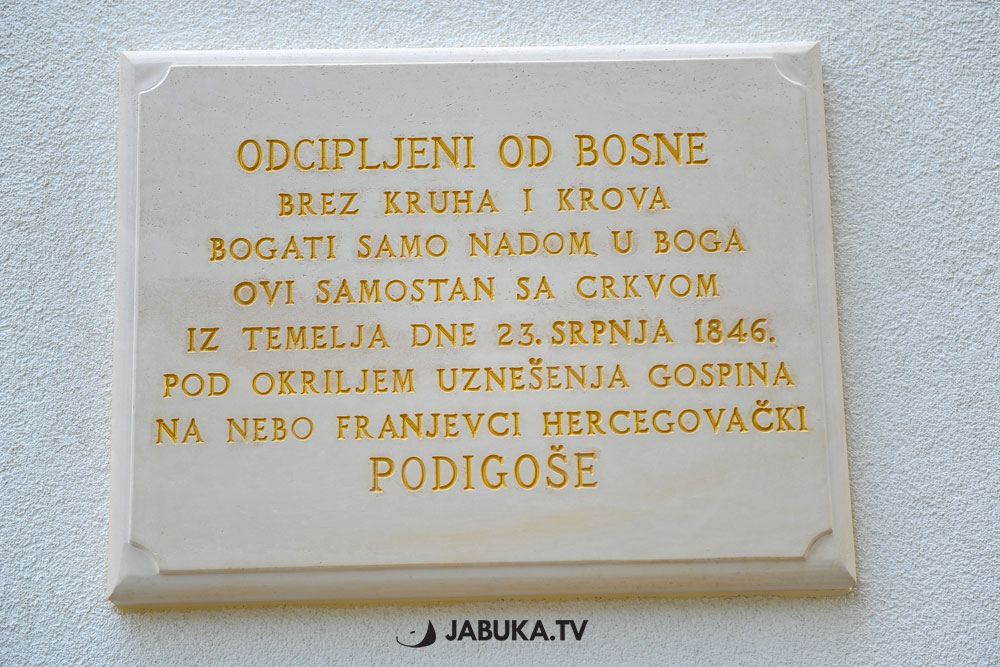 ODCIPLJENI OD BOSNE
BREZ KRUHA I KROVA
BOGATI SAMO NADOM U BOGA
OVI SAMOSTAN SA CRKVOM
IZ TEMELJA DNE 23. SRPNJA 1846.
POD OKRILJEM UZNEŠENJA GOSPINA
NA NEBO FRANJEVCI HERCEGOVAČKI
PODIGOŠE
JABUKA.TV